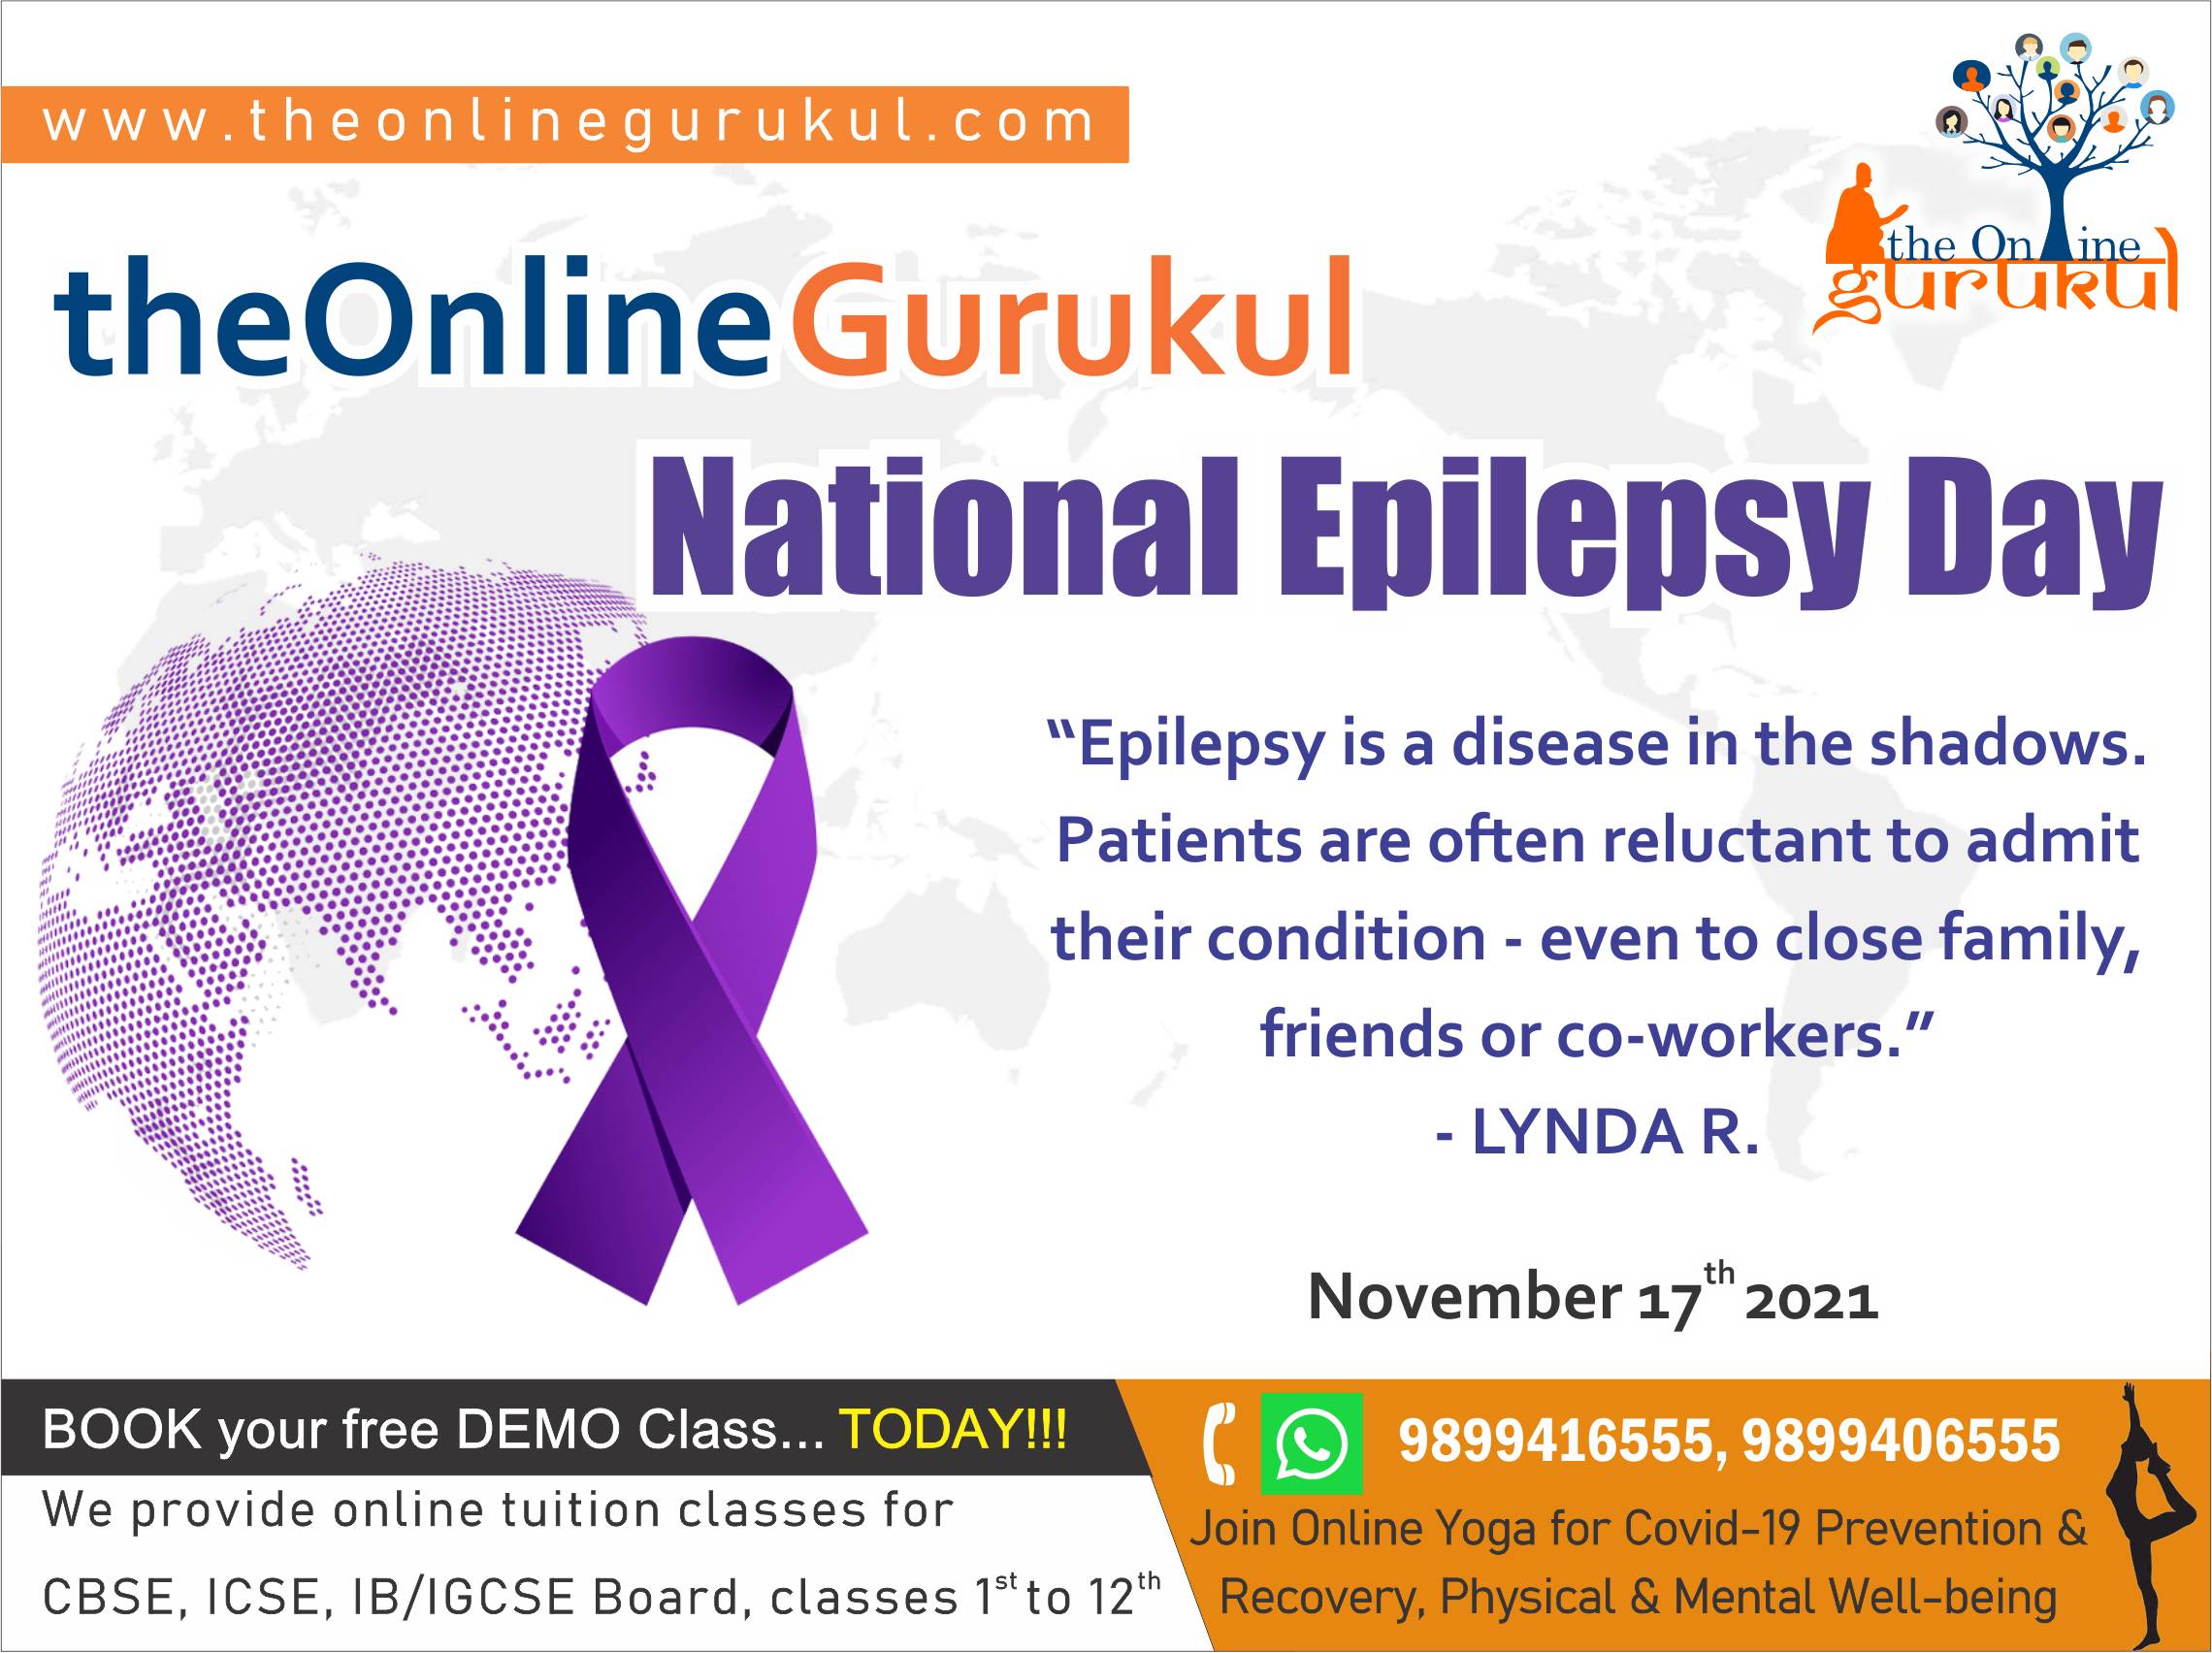 www.theonlinegurukul.com
the Online
gurukul
theOnlineGurukul
National Epilepsy Day
“Epilepsy is a disease in the shadows.
Patients are often reluctant to admit
their condition - even to close family,
friends or co-workers.”
- LYNDA R.
November 17th 2021
BOOK your free DEMO Class... TODAY!!!
We provide online tuition classes for
CBSE, ICSE, IB/IGCSE Board, classes 1st to 12th
9899416555, 9899406555
Join Online Yoga for Covid-19 Prevention &
Recovery, Physical & Mental Well-being